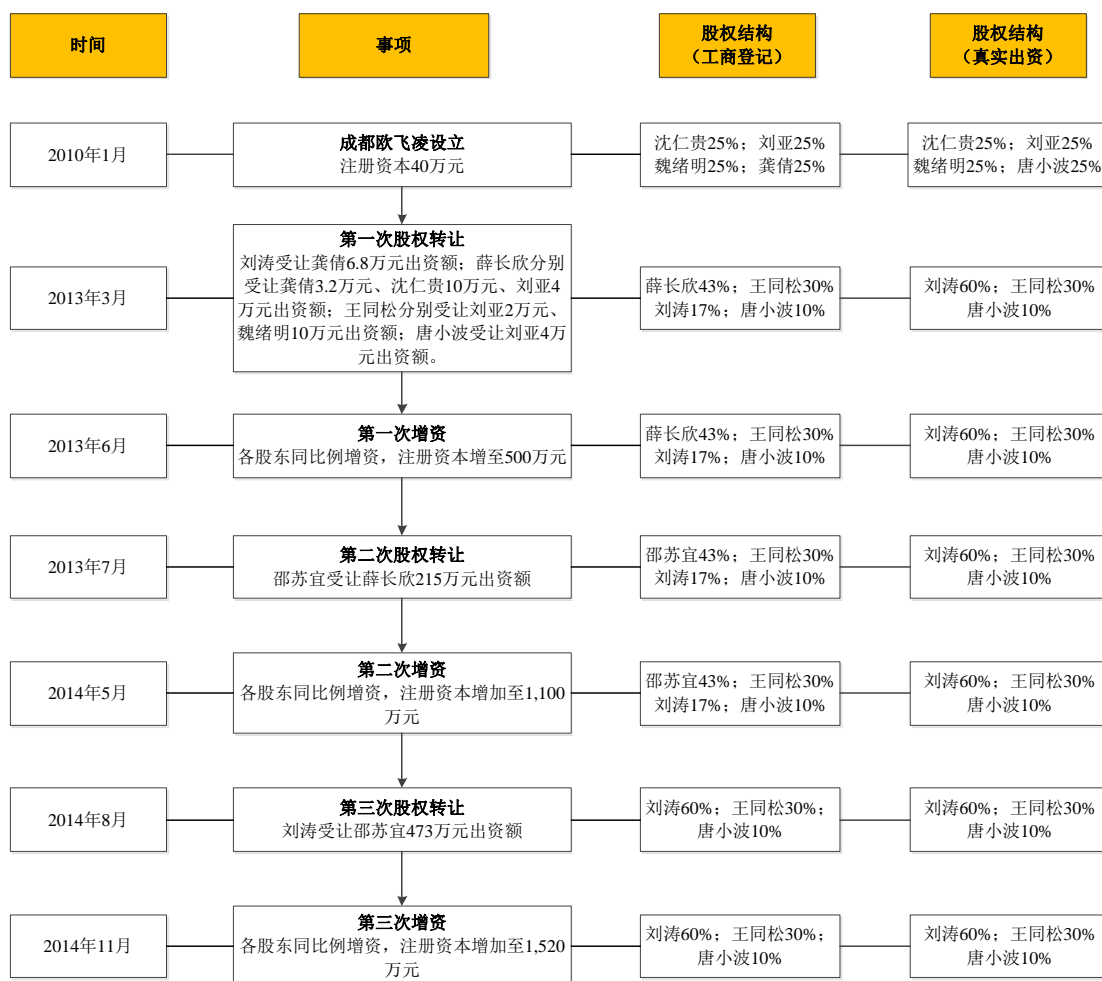 时间
事项
股权结构
（工商登记）
股权结构
（真实出资）
2010年1月
成都欧飞凌设立
注册资本40万元
沈仁贵25%；刘亚25%
魏绪明25%；龚倩25%
沈仁贵25%；刘亚25%
魏绪明25%；唐小波25%
2013年3月
第一次股权转让
刘涛受让龚倩6.8万元出资额；薛长欣分别
受让龚倩3.2万元、沈仁贵10万元、刘亚4
万元出资额；王同松分别受让刘亚2万元、
魏绪明10万元出资额；唐小波受让刘亚4万
元出资额。
薛长欣43%；王同松30%
刘涛17%；唐小波10%
刘涛60%；王同松30%
唐小波10%
2013年6月
第一次增资
各股东同比例增资，注册资本增至500万元
薛长欣43%；王同松30%
刘涛17%；唐小波10%
刘涛60%；王同松30%
唐小波10%
2013年7月
第二次股权转让
邵苏宜受让薛长欣215万元出资额
邵苏宜43%；王同松30%
刘涛17%；唐小波10%
刘涛60%；王同松30%
唐小波10%
2014年5月
第二次增资
各股东同比例增资，注册资本增加至1,100
万元
邵苏宜43%；王同松30%
刘涛17%；唐小波10%
刘涛60%；王同松30%
唐小波10%
2014年8月
第三次股权转让
刘涛受让邵苏宜473万元出资额
刘涛60%；王同松30%；
唐小波10%
刘涛60%；王同松30%
唐小波10%
2014年11月
第三次增资
各股东同比例增资，注册资本增加至1,520
万元
刘涛60%；王同松30%；
唐小波10%
刘涛60%；王同松30%
唐小波10%